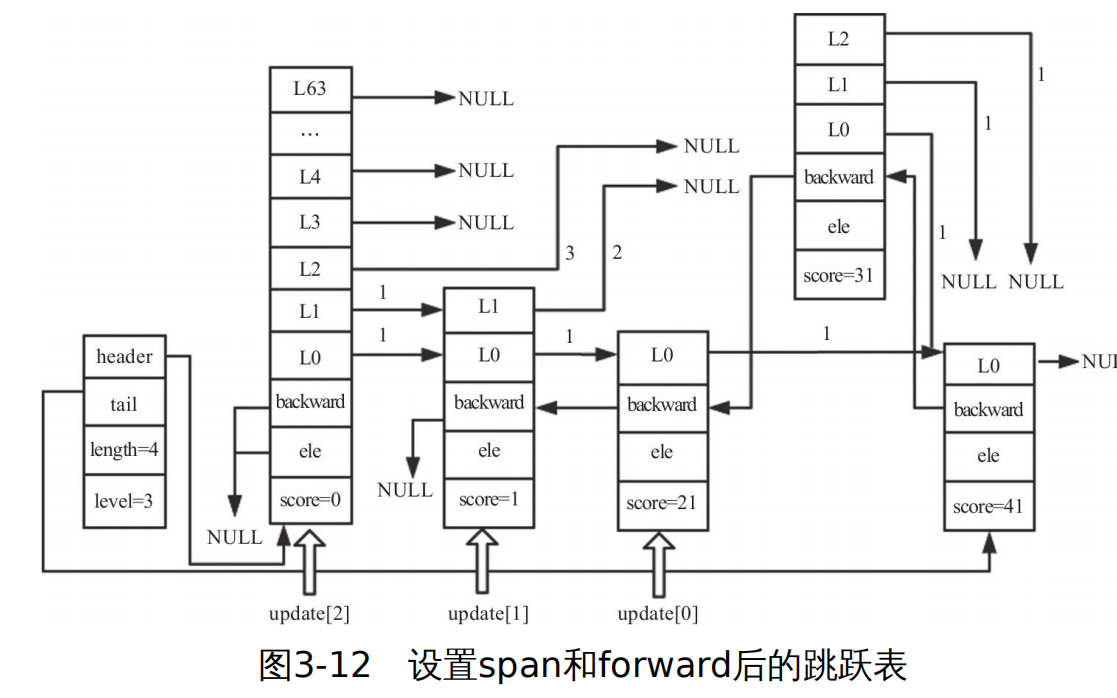 L63
…
L4
L3
L2
L1
L0
backward
ele
score=0
NULL
NULL
NULL
NULL
NULL
3
2
1
1
header
tail
length=4
level=3
NULL
L1
L0
backward
ele
score=1
NULL
1
L0
backward
ele
score=21
1
L2
L1
L0
backward
ele
score=31
1
1
1
NULL
NULL
L0
backward
ele
score=41
update[2]
update[1]
update[0]
图3-12 设置span和forward后的跳跃表